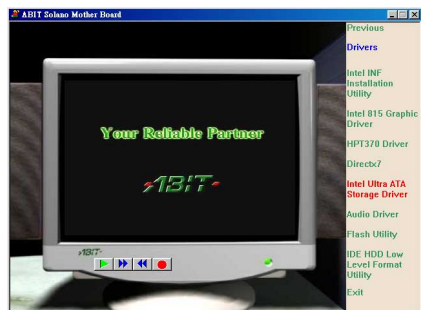 ABIT Solano Mother Board
Previous
Drivers
Intel INF
Installation
Utility
Intel 815 Graphic
Driver
HPT370 Driver
Directx7
Intel Ultra ATA
Storage Driver
Audio Driver
Flash Utility
IDE HDD Low
Level Format
Utility
Exit
Your Reliable Partner
ABIT
ABIT